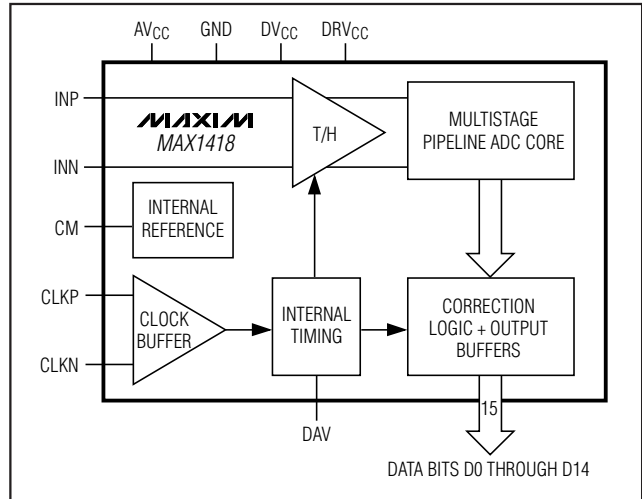 AVCC GND DVCC DRVCC
INP
MAXIM
MAX1418
T/H
MULTISTAGE
PIPELINE ADC CORE
INN
CM
INTERNAL
REFERENCE
CLKP
CLOCK
BUFFER
INTERNAL
TIMING
CORRECTION
LOGIC + OUTPUT
BUFFERS
CLKN
15
DAV
DATA BITS D0 THROUGH D14